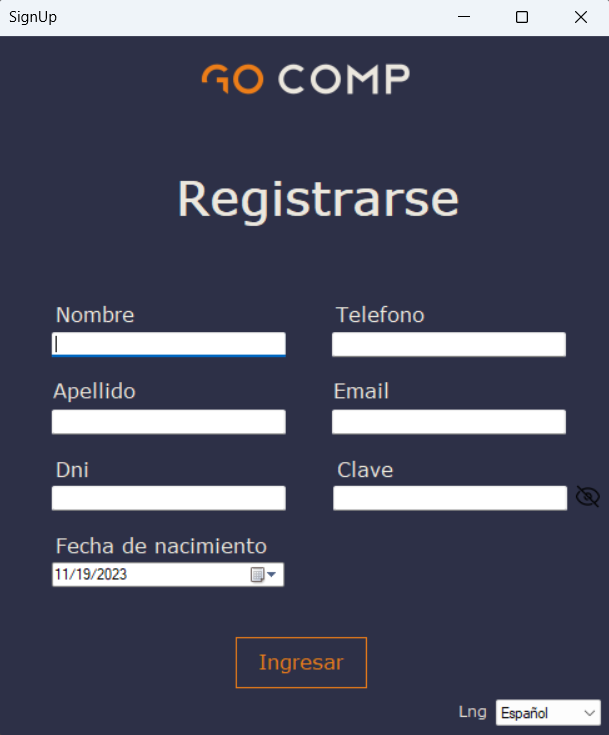 SignUp
GO COMP
Registrarse
Nombre
Telefono
Apellido
Email
Dni
Clave
Fecha de nacimiento
11/19/2023
Ingresar
Lng Español